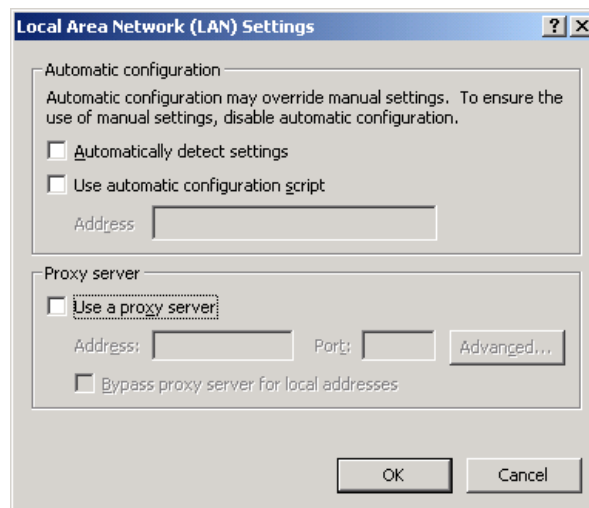 Local Area Network (LAN) Settings
Automatic configuration
Automatic configuration may override manual settings. To ensure the
use of manual settings, disable automatic configuration.
Automatically detect settings
Use automatic configuration script
Address
Proxy server
Use a proxy server
Address: Port: Advanced...
Bypass proxy server for local addresses
OK Cancel